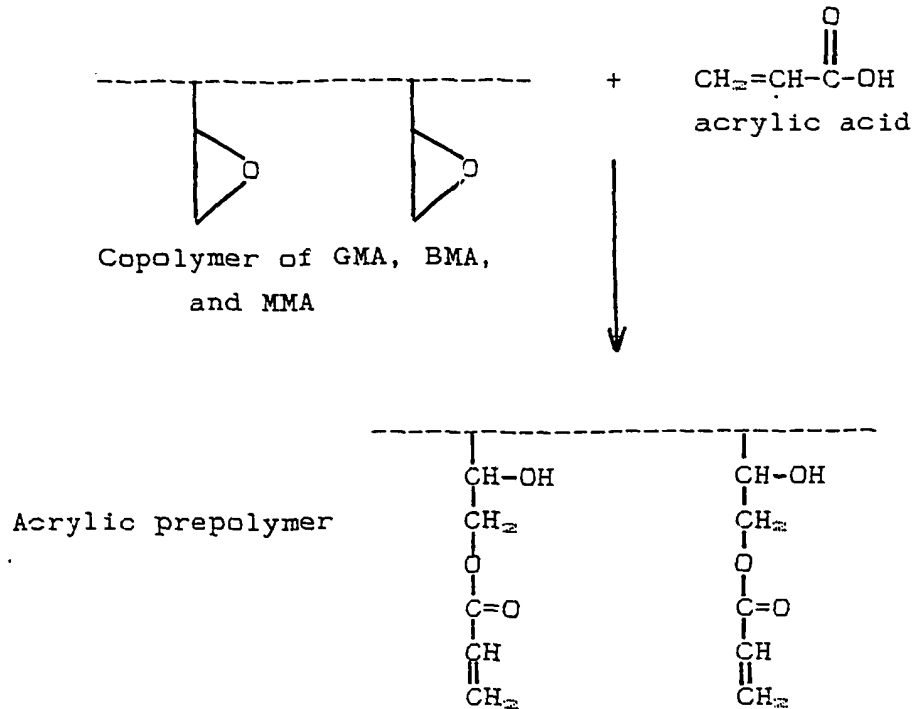 O
+ CH₂=CH-C-OH
acrylic acid
O O
Copolymer of GMA, BMA,
and MMA
CH-OH CH-OH
Acrylic prepolymer CH₂ CH₂
O O
C=O C=O
CH CH
CH₂ CH₂